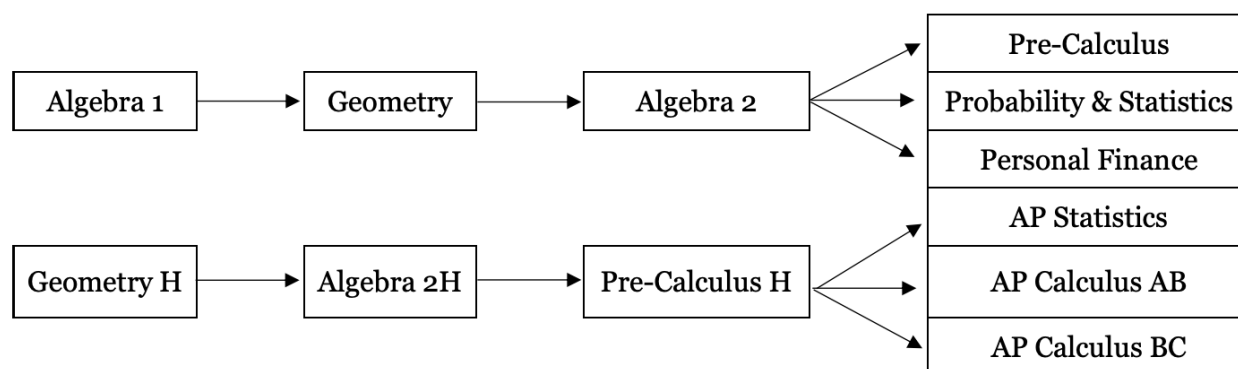 Pre-Calculus
Algebra 1
Geometry
Algebra 2
Probability & Statistics
Personal Finance
AP Statistics
Geometry H
Algebra 2H
Pre-Calculus H
AP Calculus AB
AP Calculus BC